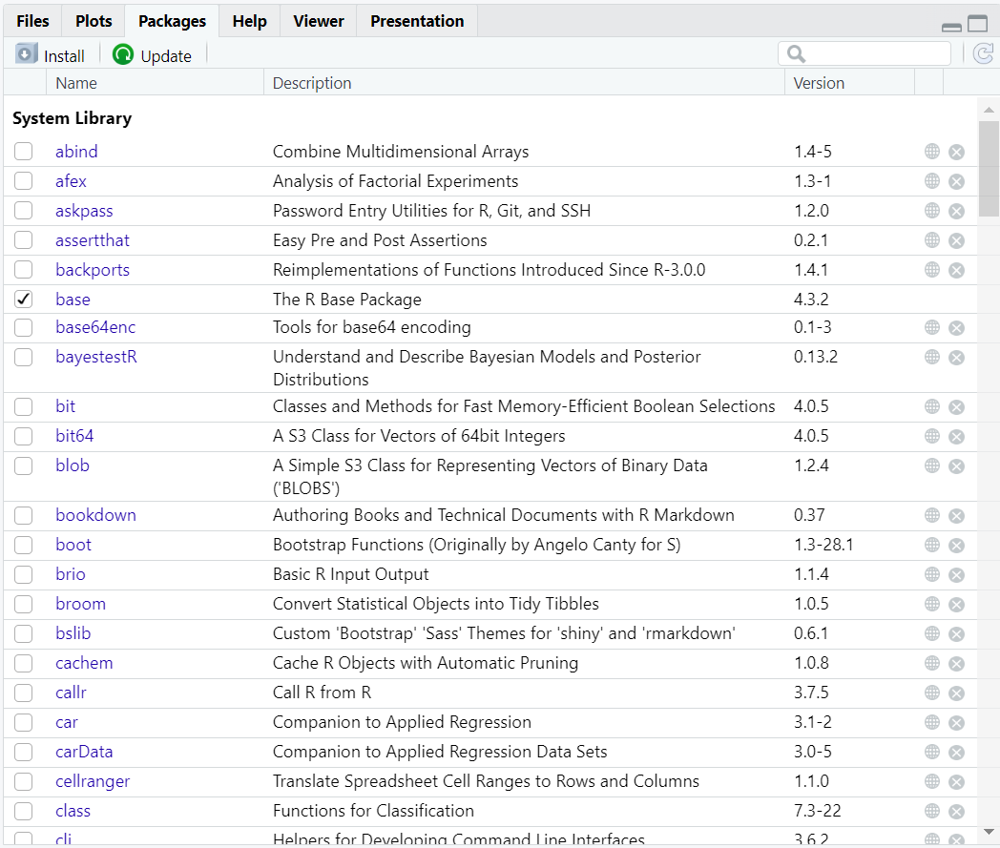 Files Plots Packages Help Viewer Presentation
Install Update
Name Description Version
System Library
abind Combine Multidimensional Arrays 1.4-5
afex Analysis of Factorial Experiments 1.3-1
askpass Password Entry Utilities for R, Git, and SSH 1.2.0
assertthat Easy Pre and Post Assertions 0.2.1
backports Reimplementations of Functions Introduced Since R-3.0.0 1.4.1
base The R Base Package 4.3.2
base64enc Tools for base64 encoding 0.1-3
bayestestR Understand and Describe Bayesian Models and Posterior 0.13.2
Distributions
bit Classes and Methods for Fast Memory-Efficient Boolean Selections 4.0.5
bit64 A S3 Class for Vectors of 64bit Integers 4.0.5
blob A Simple S3 Class for Representing Vectors of Binary Data 1.2.4
('BLOBS')
bookdown Authoring Books and Technical Documents with R Markdown 0.37
boot Bootstrap Functions (Originally by Angelo Canty for S) 1.3-28.1
brio Basic R Input Output 1.1.4
broom Convert Statistical Objects into Tidy Tibbles 1.0.5
bslib Custom 'Bootstrap' 'Sass' Themes for 'shiny' and 'rmarkdown' 0.6.1
cachem Cache R Objects with Automatic Pruning 1.0.8
callr Call R from R 3.7.5
car Companion to Applied Regression 3.1-2
carData Companion to Applied Regression Data Sets 3.0-5
cellranger Translate Spreadsheet Cell Ranges to Rows and Columns 1.1.0
class Functions for Classification 7.3-22
cli Helpers for Developing Command Line Interfaces 3.6.2